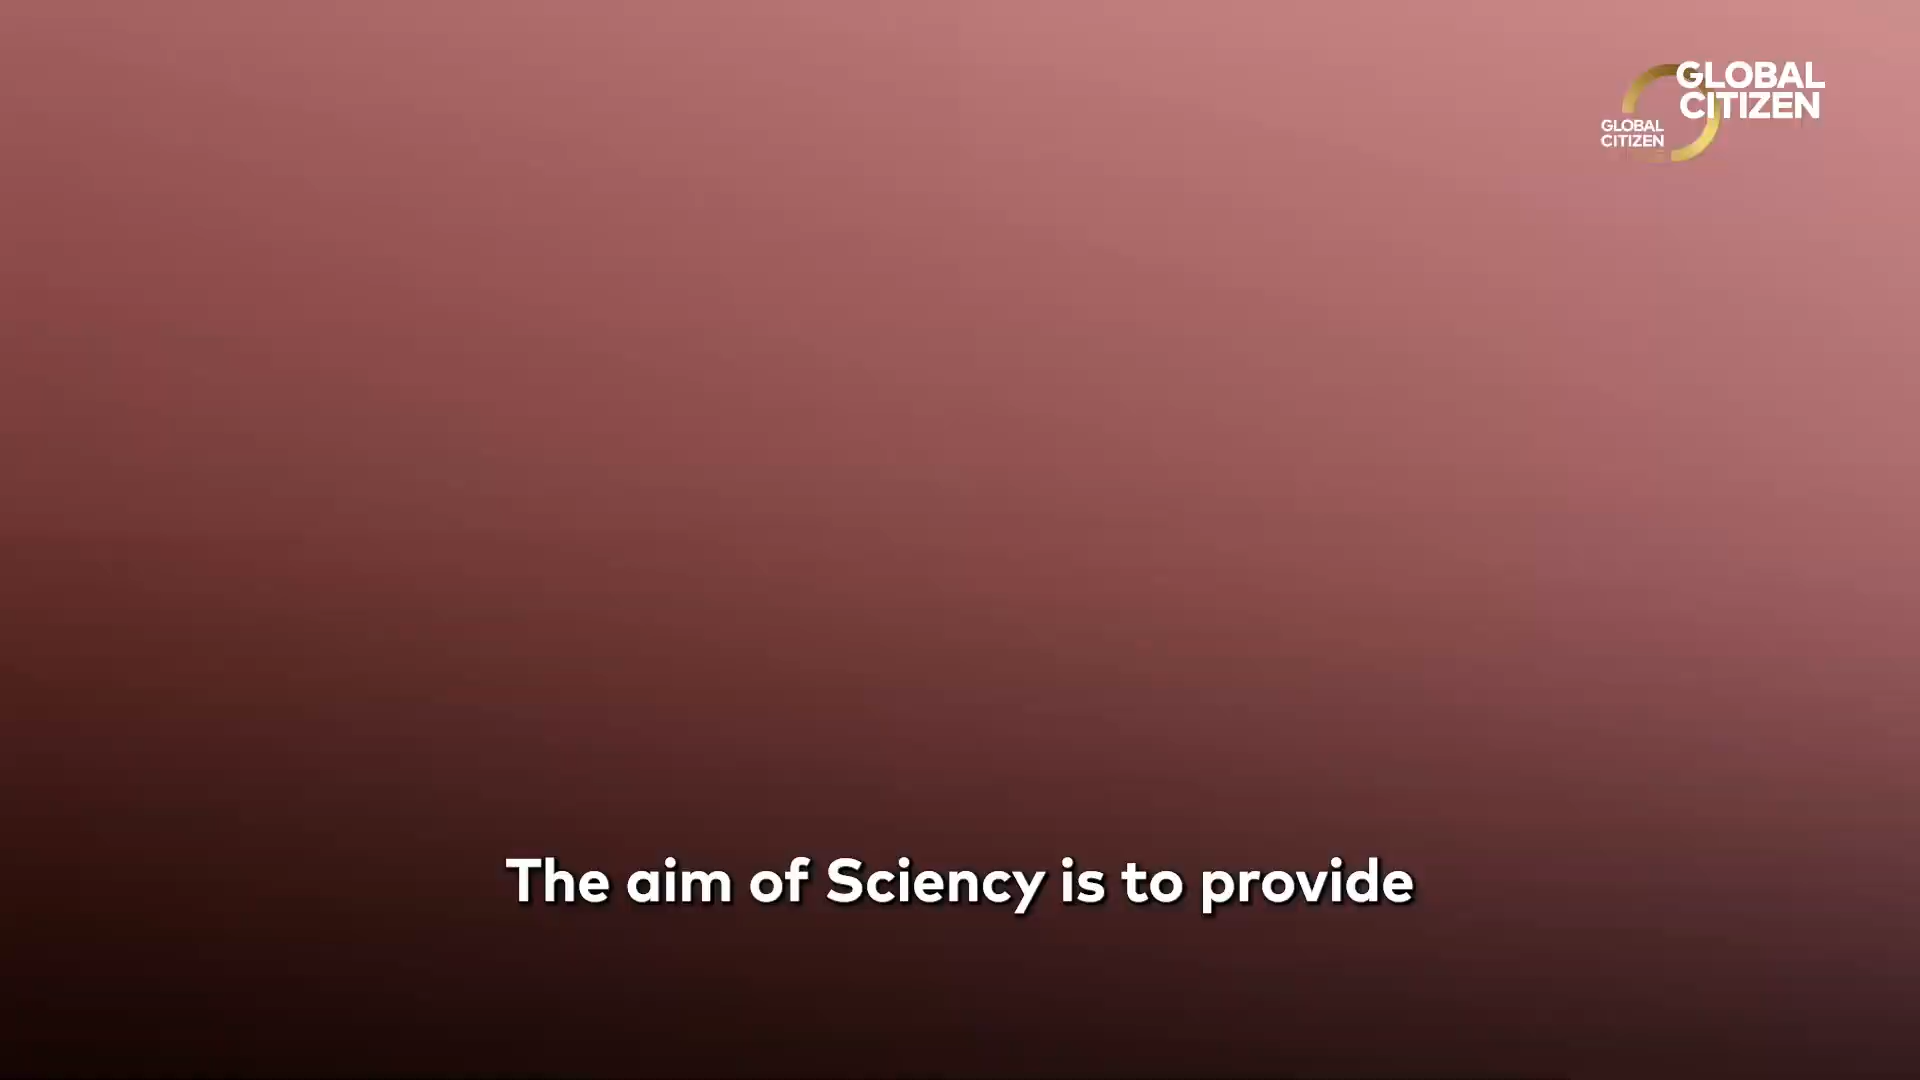 GLOBAL
CITIZEN
GLOBAL
CITIZEN
The aim of Sciency is to provide